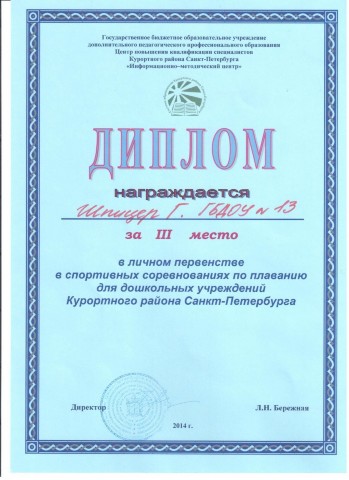 Государственное бюджетное образовательное учреждение
дополнительного педагогического профессионального образования
Центр повышения квалификации специалистов
Курортного района Санкт-Петербурга
«Информационно-методический центр»
ДИПЛОМ
награждается
Шпицер Г. ГБДОУ № 13
за III место
в личном первенстве
в спортивных соревнованиях по плаванию
для дошкольных учреждений
Курортного района Санкт-Петербурга
Директор Л.Н. Бережная
2014 г.